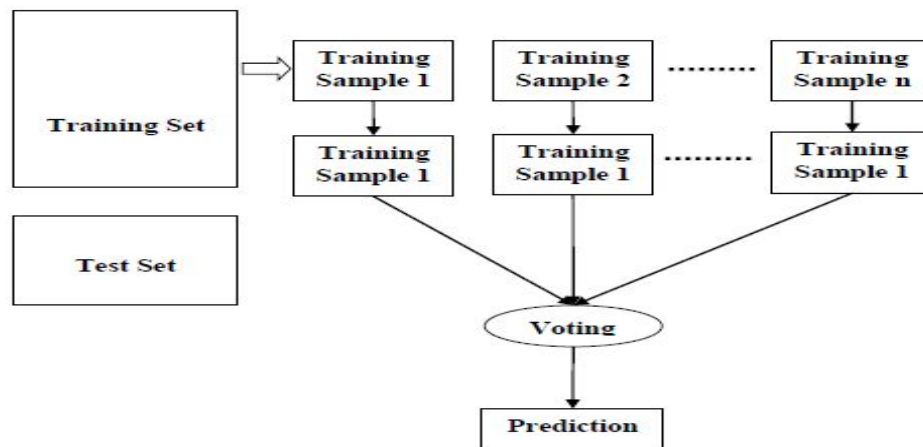 Training Set
Training
Sample 1
Training
Sample 2
.........
Training
Sample n
Training
Sample 1
Training
Sample 1
.........
Training
Sample 1
Test Set
Voting
Prediction